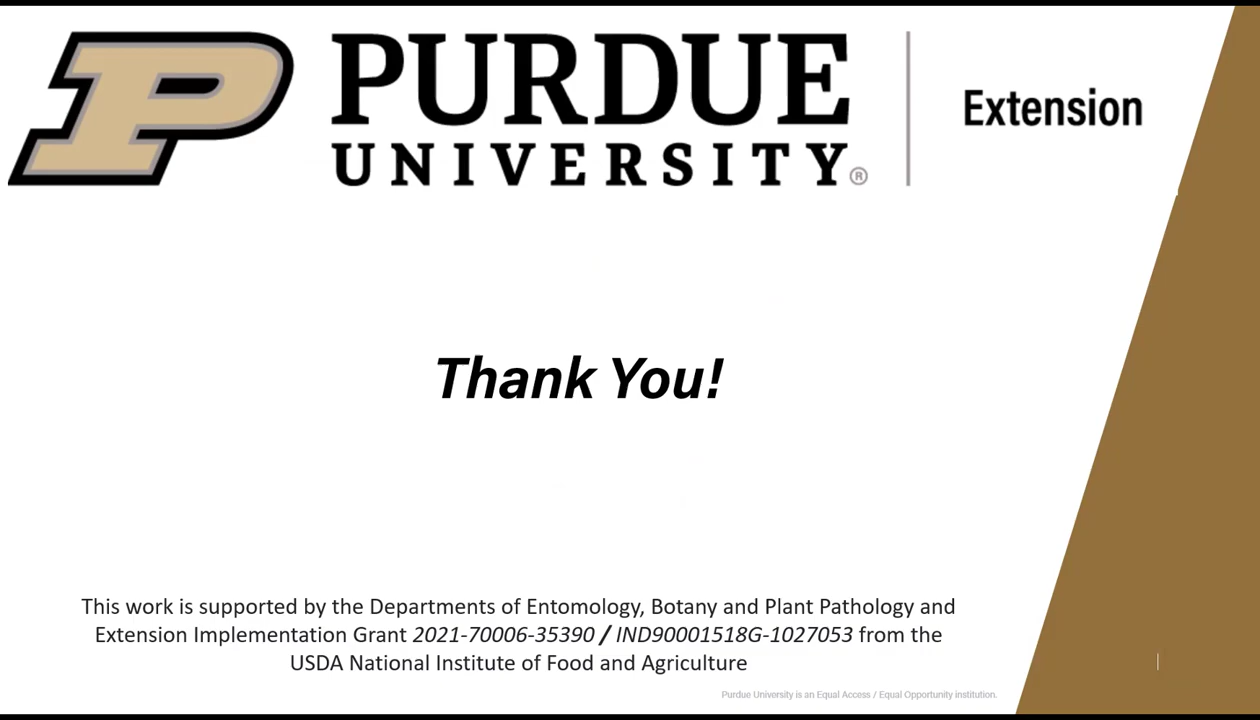 P PURDUE UNIVERSITY® Extension
Thank You!
This work is supported by the Departments of Entomology, Botany and Plant Pathology and
Extension Implementation Grant 2021-70006-35390 / IND90001518G-1027053 from the
USDA National Institute of Food and Agriculture
Purdue University is an Equal Access / Equal Opportunity institution.